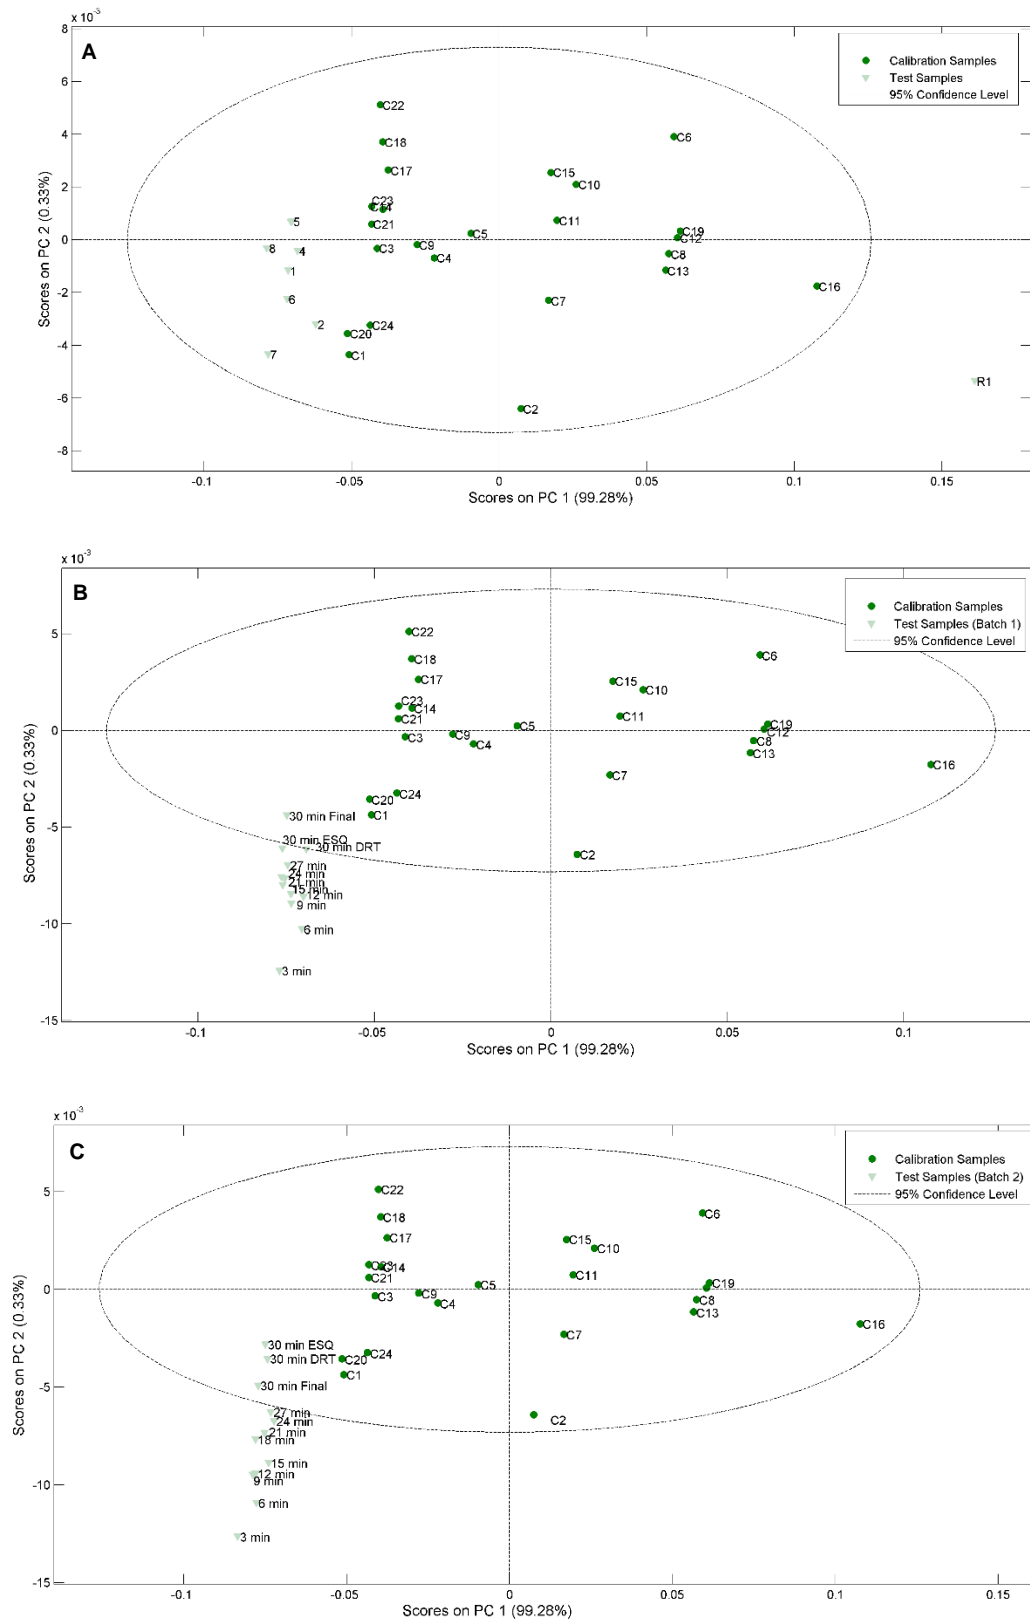 x 10-3
A
8
6
4
2
0
-2
-4
-6
-8
Scores on PC 2 (0.33%)
Calibration Samples
Test Samples
95% Confidence Level
C22
C18
C17
C23
C14
C21
C3
C9
C4
C5
C15
C10
C11
C6
C19
C12
C8
C13
C16
C7
C24
C20
C1
C2
5
8
4
1
6
2
7
R1
-0.1
-0.05
0
0.05
0.1
0.15
Scores on PC 1 (99.28%)
x 10-3
B
5
0
-5
-10
-15
Scores on PC 2 (0.33%)
Calibration Samples
Test Samples (Batch 1)
95% Confidence Level
C22
C18
C17
C23
C14
C21
C3
C9
C4
C5
C15
C10
C11
C6
C19
C12
C8
C13
C16
C7
C24
C20
C1
C2
30 min Final
30 min ESQ
30 min DRT
27 min
24 min
21 min
15 min
12 min
9 min
6 min
3 min
-0.1
-0.05
0
0.05
0.1
Scores on PC 1 (99.28%)
x 10-3
C
5
0
-5
-10
-15
Scores on PC 2 (0.33%)
Calibration Samples
Test Samples (Batch 2)
95% Confidence Level
C22
C18
C17
C23
C14
C21
C3
C9
C4
C5
C15
C10
C11
C6
C19
C8
C13
C16
C7
C24
C20
C1
C2
30 min ESQ
30 min DRT
30 min Final
27 min
24 min
21 min
18 min
15 min
12 min
9 min
6 min
3 min
-0.1
-0.05
0
0.05
0.1
0.15
Scores on PC 1 (99.28%)